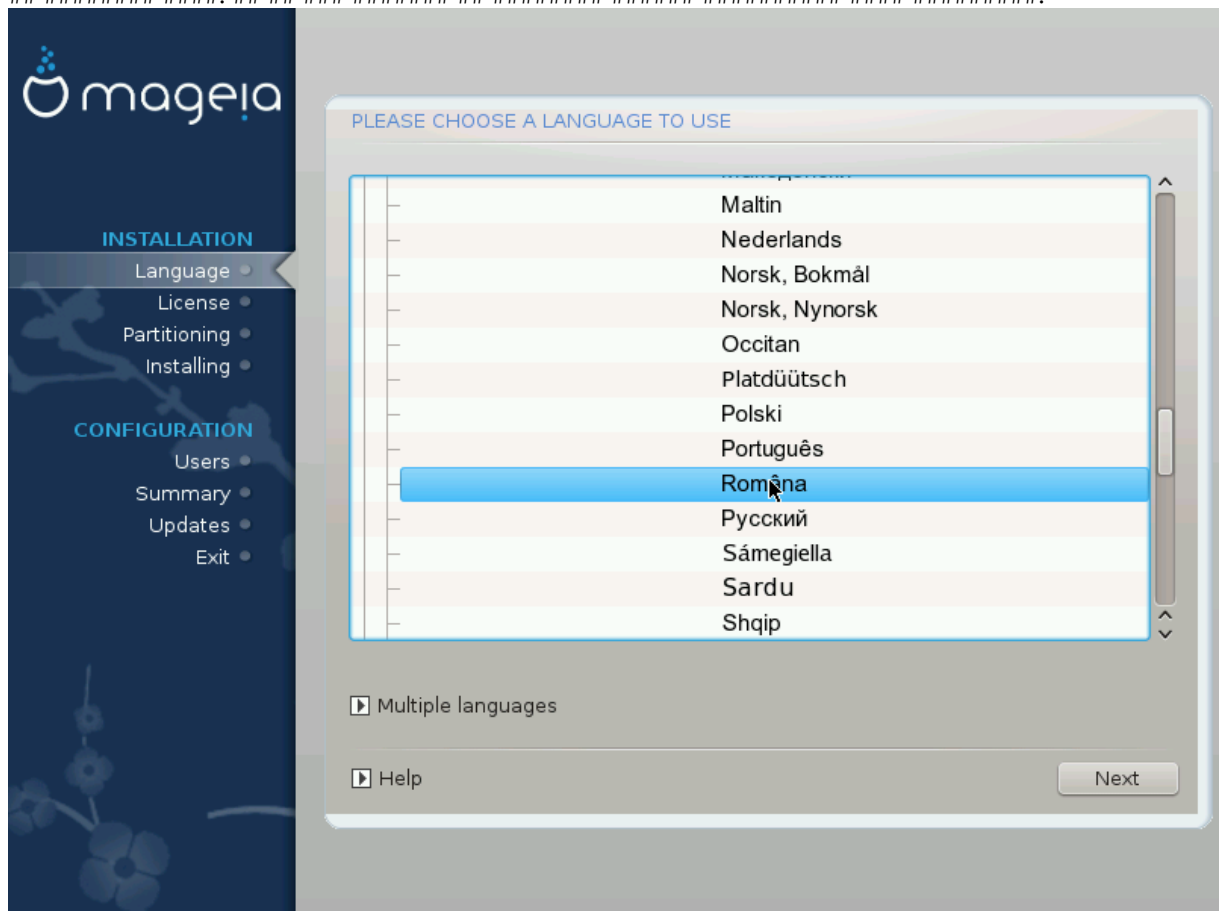 mageia
PLEASE CHOOSE A LANGUAGE TO USE
Maltin
Nederlands
Norsk, Bokmål
Norsk, Nynorsk
Occitan
Platdüütsch
Polski
Português
Româna
Русский
Sámegiella
Sardu
Shqip
INSTALLATION
Language
License
Partitioning
Installing
CONFIGURATION
Users
Summary
Updates
Exit
Multiple languages
Help
Next